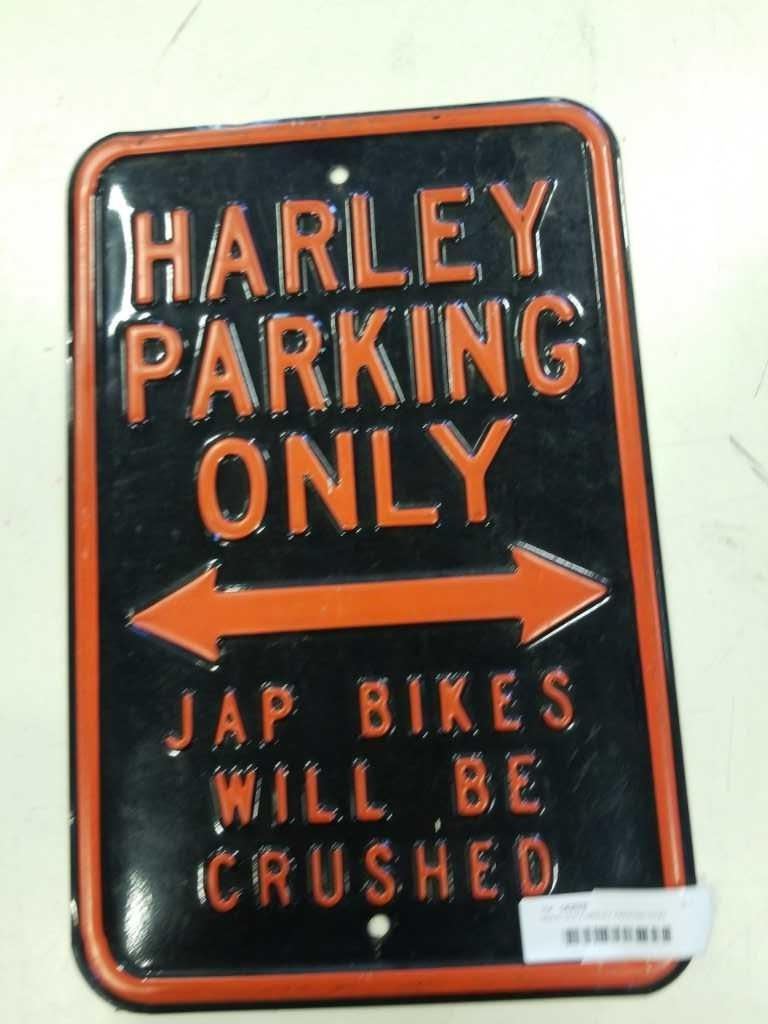 HARLEY
PARKING
ONLY
JAP BIKES
WILL BE
CRUSHED